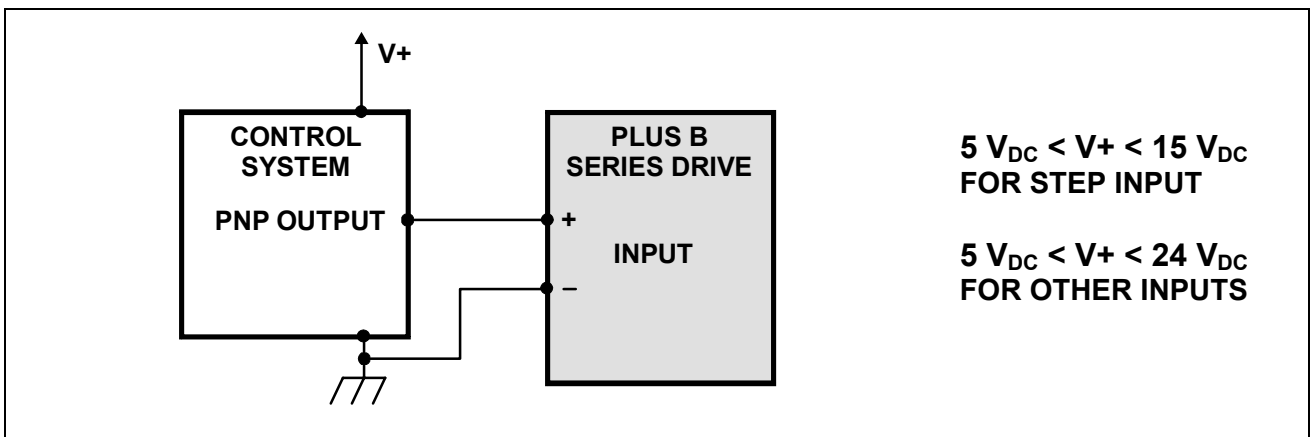 V+
CONTROL
SYSTEM
PNP OUTPUT
PLUS B
SERIES DRIVE
+
INPUT
–
5 VDC < V+ < 15 VDC
FOR STEP INPUT
5 VDC < V+ < 24 VDC
FOR OTHER INPUTS